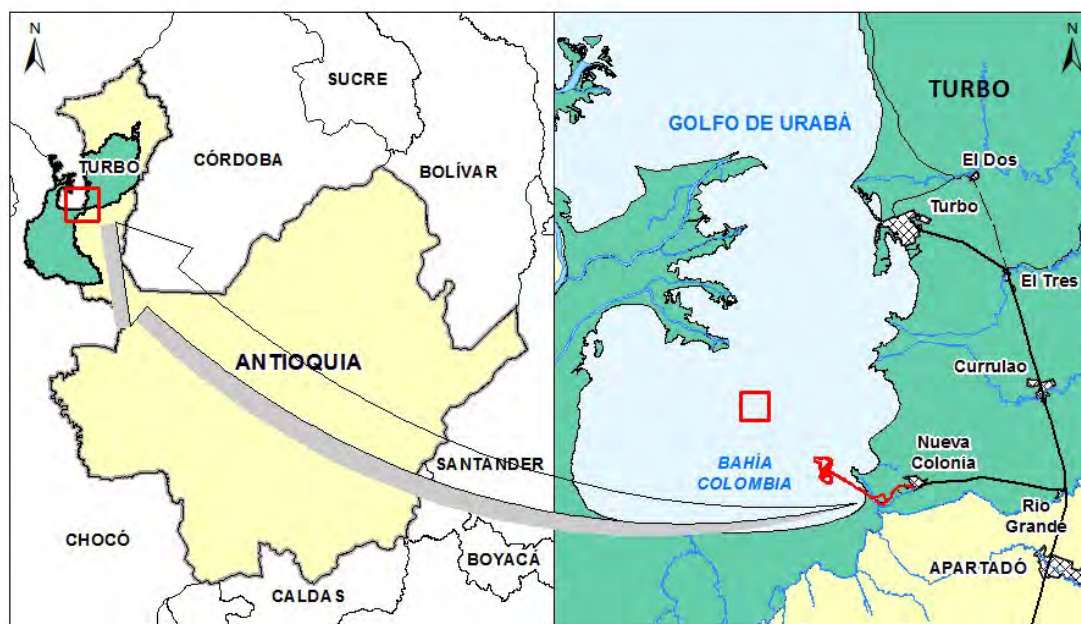 N
SUCRE
CÓRDOBA
BOLÍVAR
TURBO
ANTIOQUIA
SANTANDER
CHOCÓ
BOYACÁ
CALDAS
N
TURBO
GOLFO DE URABÁ
El Dos
Turbo
El Tres
Currulao
Nueva
Colonia
BAHÍA
COLOMBIA
Rio
Grande
APARTADÓ